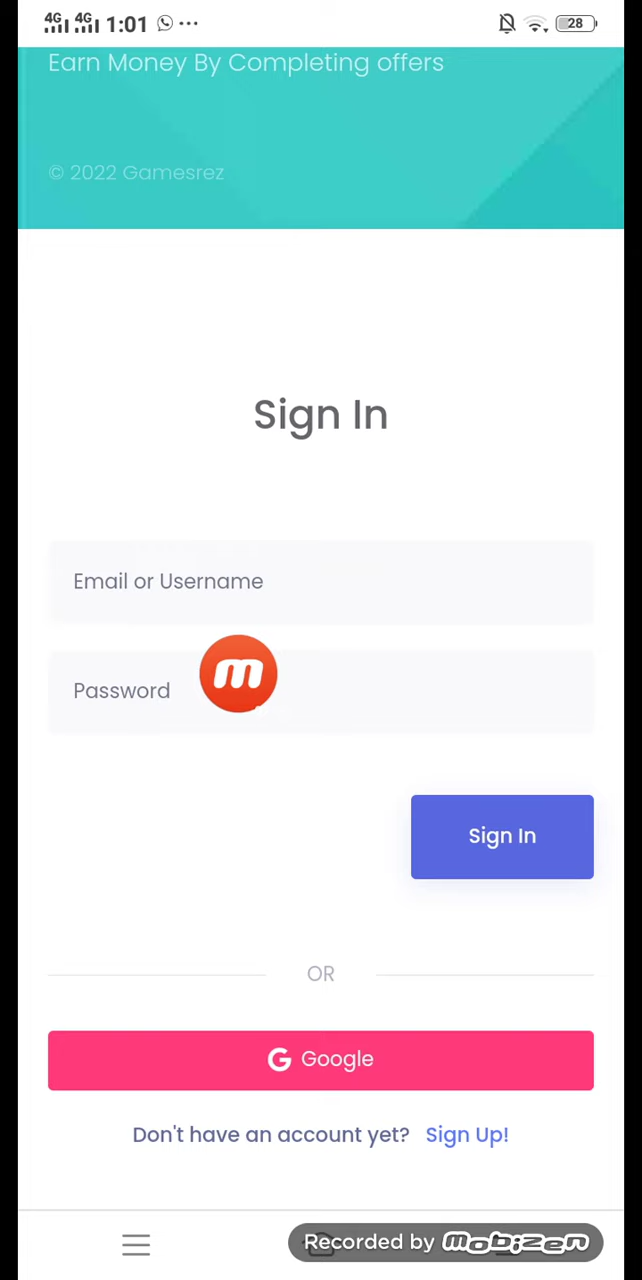 4G 4G 1:01 28
Earn Money By Completing offers
© 2022 Gamesrez
Sign In
Email or Username
Password
m
Sign In
OR
G Google
Don't have an account yet? Sign Up!
Recorded by mobizen